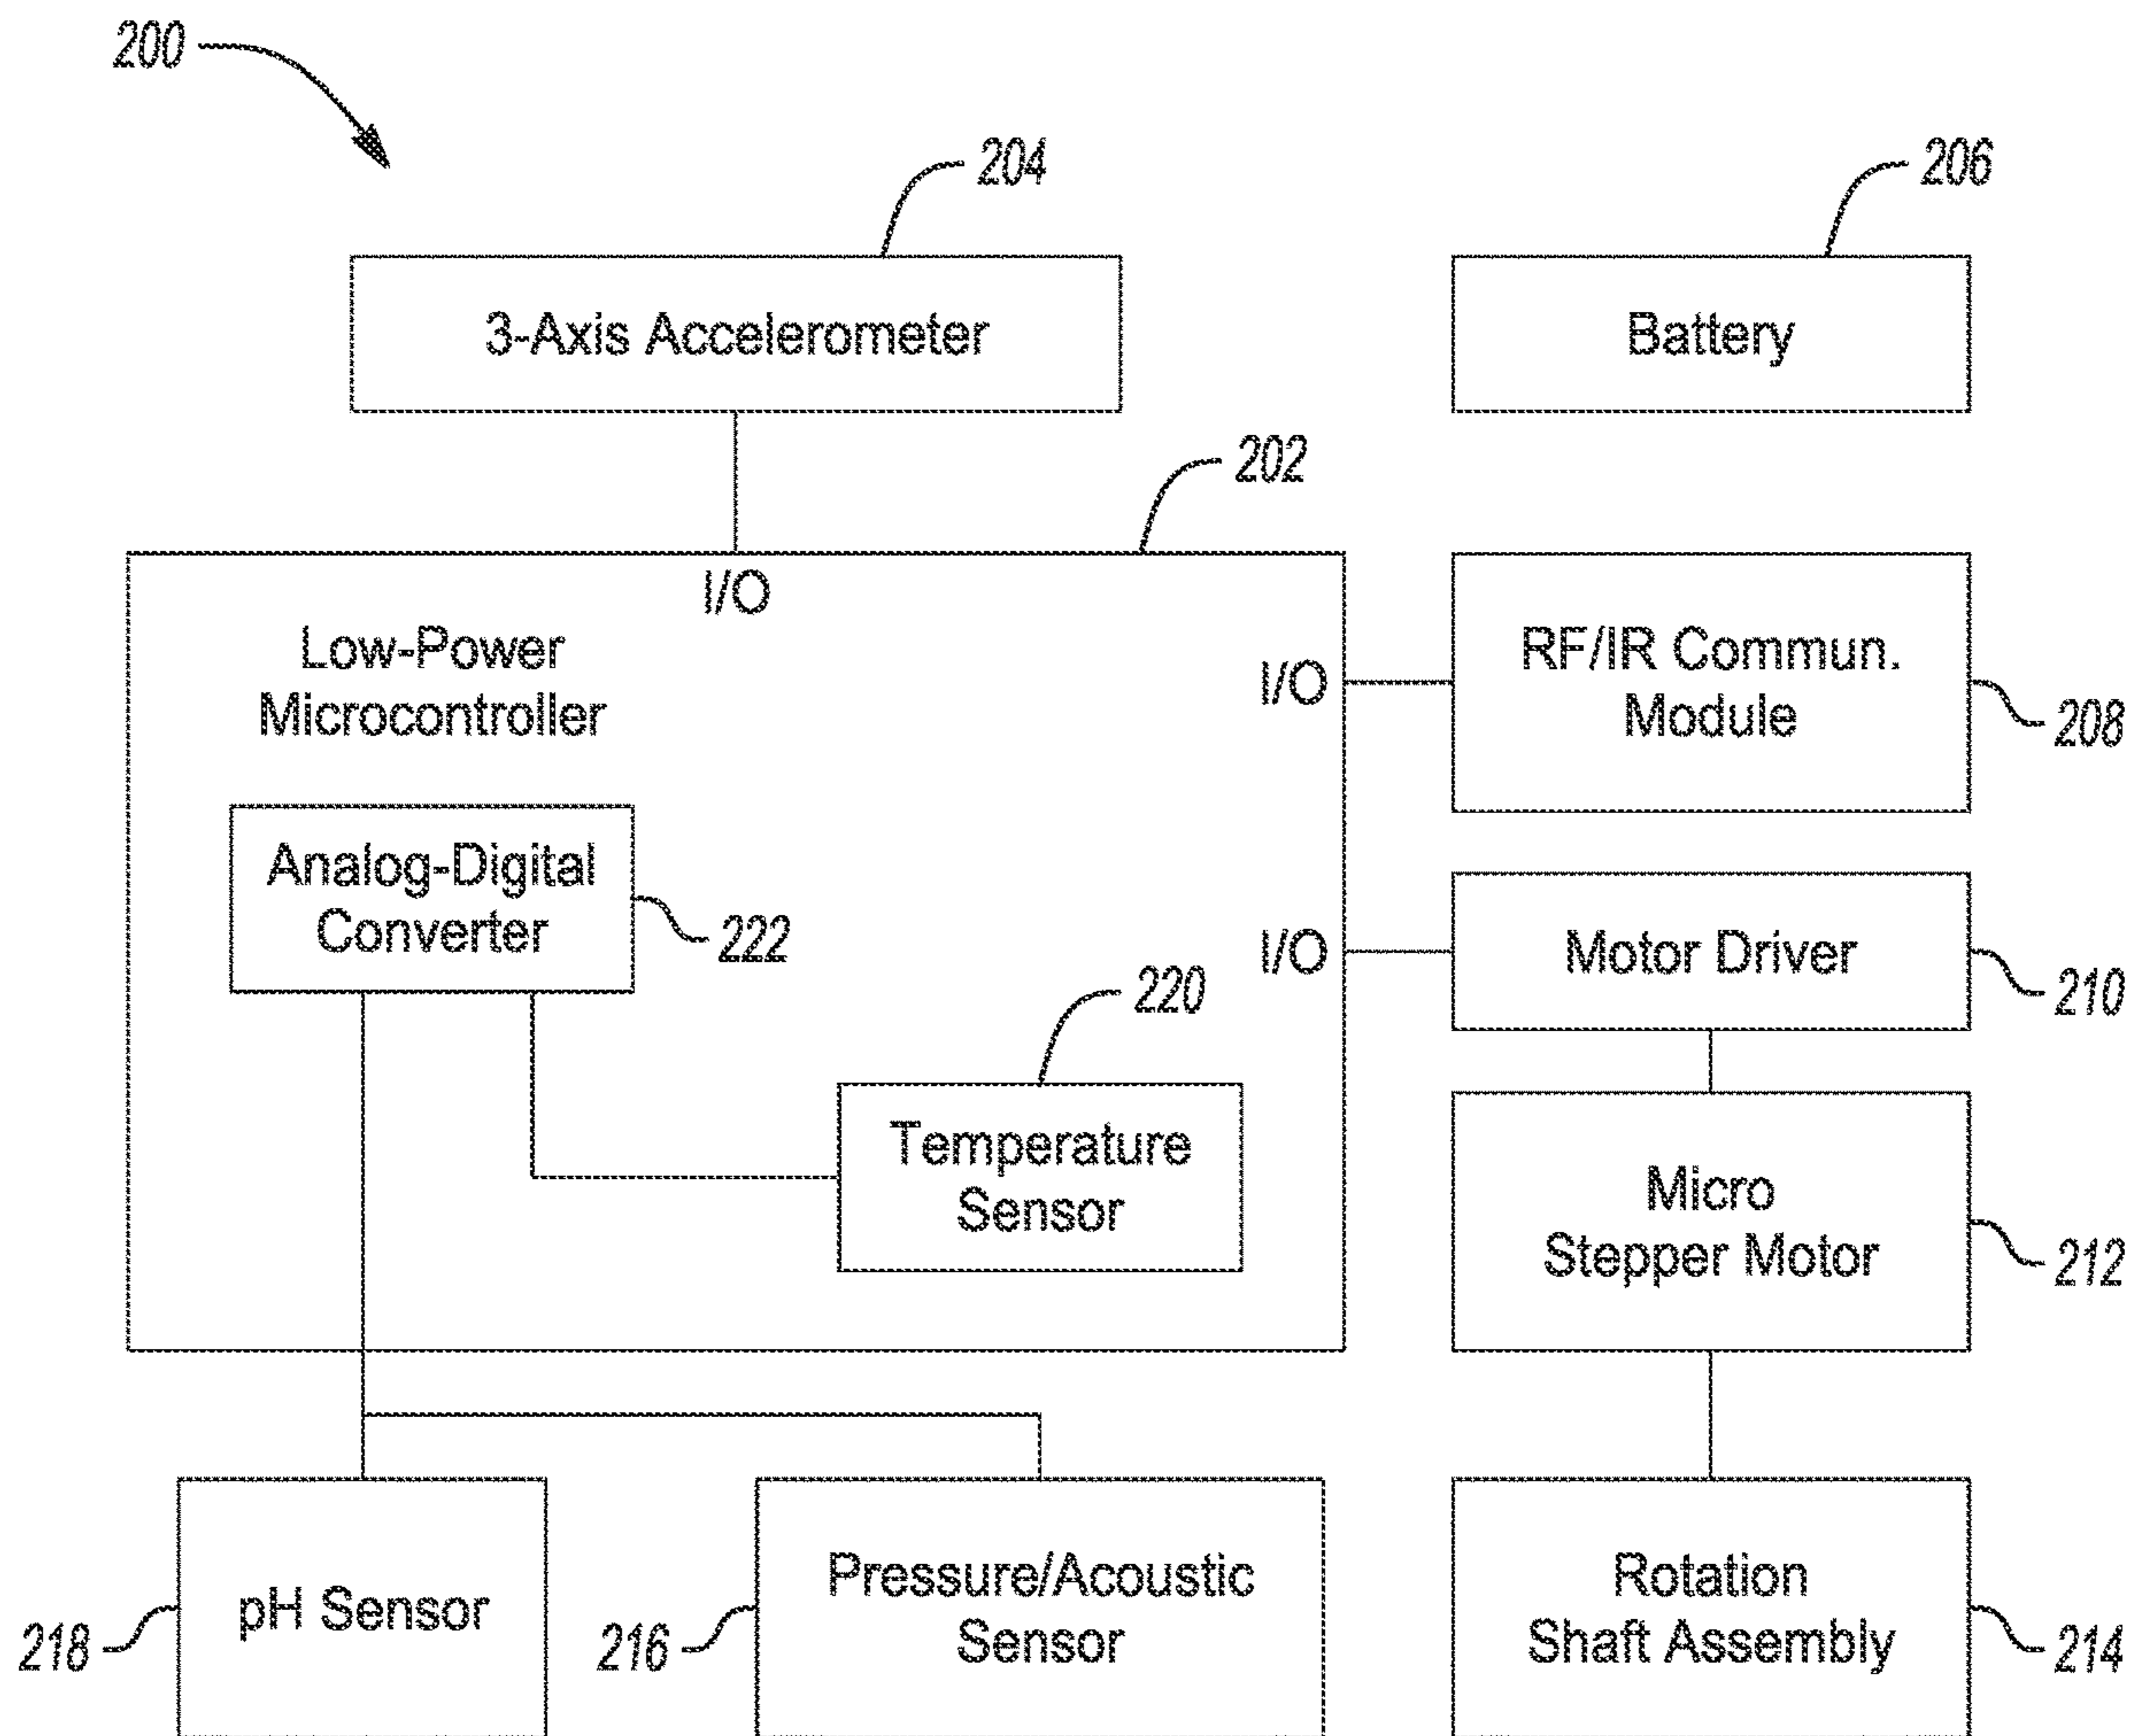 200
204
206
3-Axis Accelerometer
Battery
202
I/O
Low-Power
Microcontroller
I/O
RF/IR Commun.
Module
208
Analog-Digital
Converter
222
I/O
Motor Driver
210
220
Temperature
Sensor
Micro
Stepper Motor
212
pH Sensor
218
Pressure/Acoustic
Sensor
216
Rotation
Shaft Assembly
214